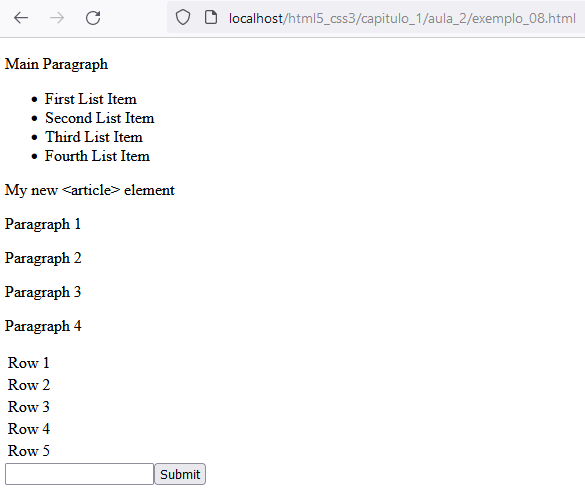 localhost/html5_css3/capitulo_1/aula_2/exemplo_08.html
Main Paragraph
• First List Item
• Second List Item
• Third List Item
• Fourth List Item
My new <article> element
Paragraph 1
Paragraph 2
Paragraph 3
Paragraph 4
Row 1
Row 2
Row 3
Row 4
Row 5
Submit